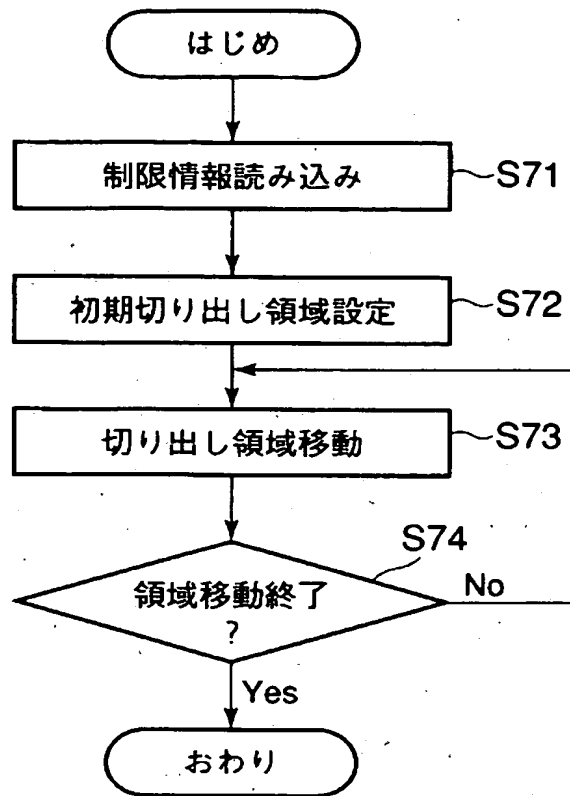 はじめ
制限情報読み込み
S71
初期切り出し領域設定
S72
切り出し領域移動
S73
S74
領域移動終了
?
No
Yes
おわり